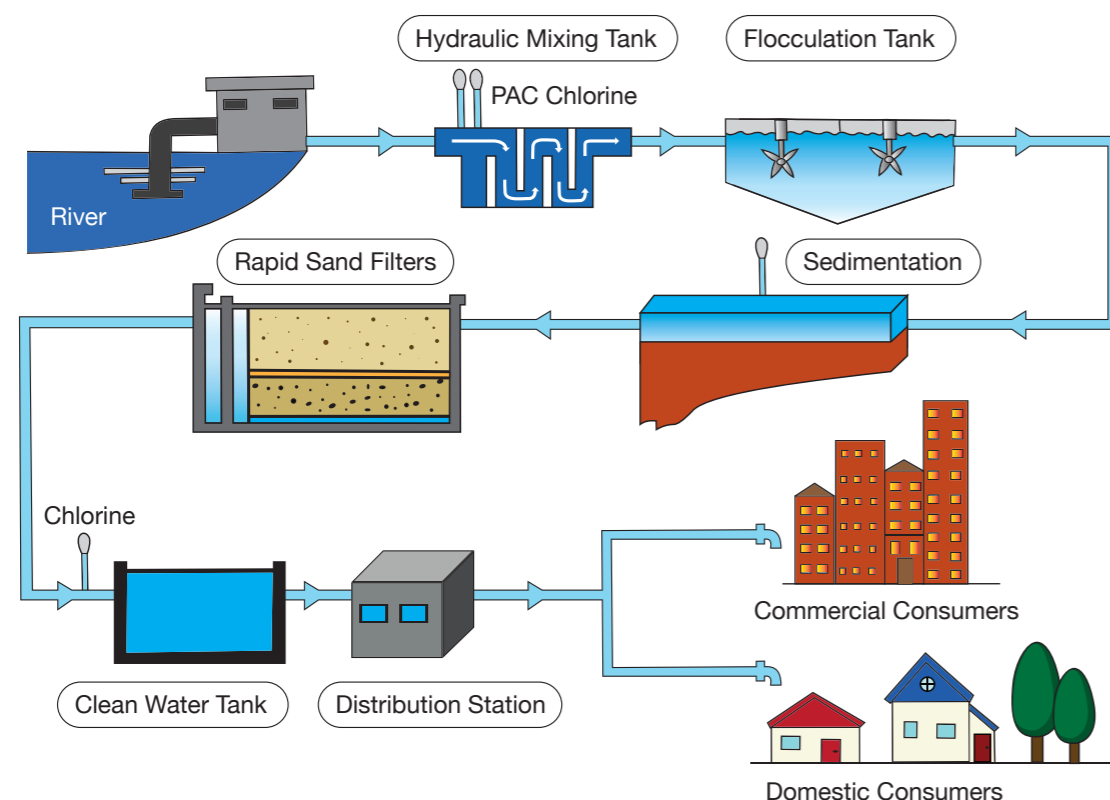 Hydraulic Mixing Tank
Flocculation Tank
PAC Chlorine
River
Rapid Sand Filters
Sedimentation
Chlorine
Commercial Consumers
Clean Water Tank
Distribution Station
Domestic Consumers